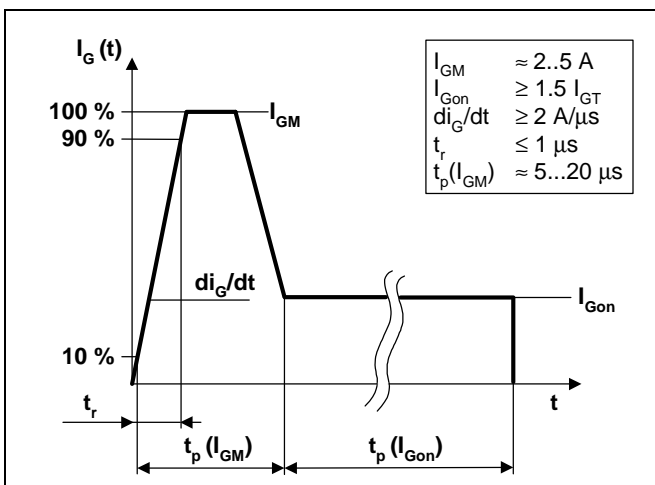 I_G (t)
100 %
90 %
I_GM
I_GM ≈ 2..5 A
I_Gon ≥ 1.5 I_GT
di_G/dt ≥ 2 A/μs
t_r ≤ 1 μs
t_p(I_GM) ≈ 5...20 μs
di_G/dt
I_Gon
10 %
t_r
t
t_p (I_GM)
t_p (I_Gon)